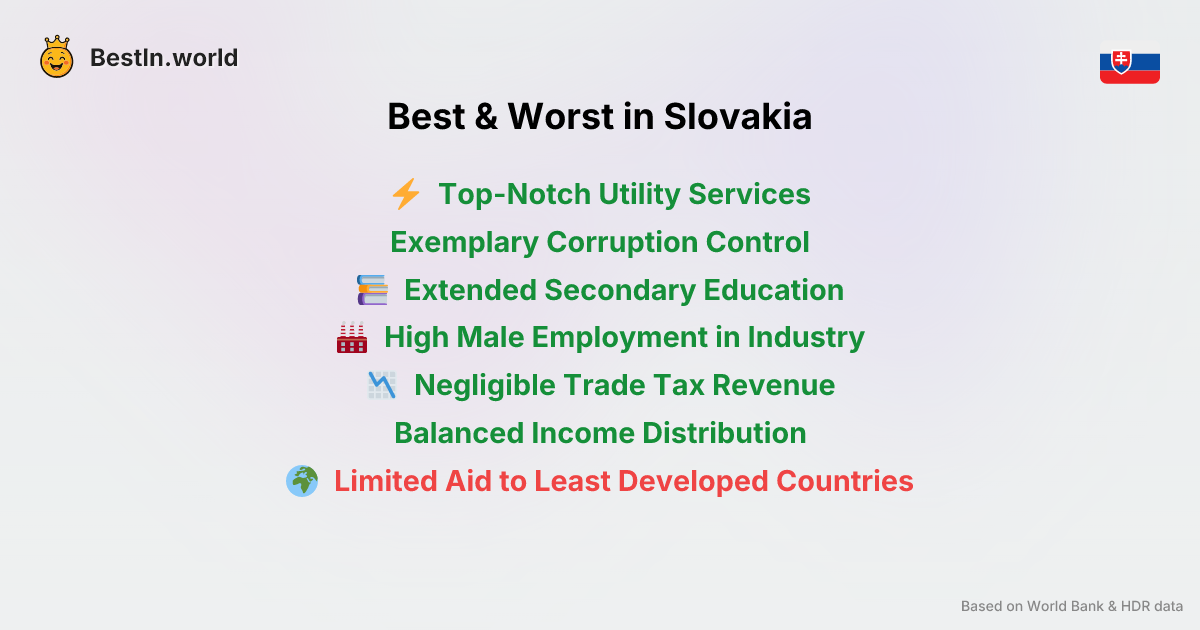 BestIn.world
Best & Worst in Slovakia
Top-Notch Utility Services
Exemplary Corruption Control
Extended Secondary Education
High Male Employment in Industry
Negligible Trade Tax Revenue
Balanced Income Distribution
Limited Aid to Least Developed Countries
Based on World Bank & HDR data